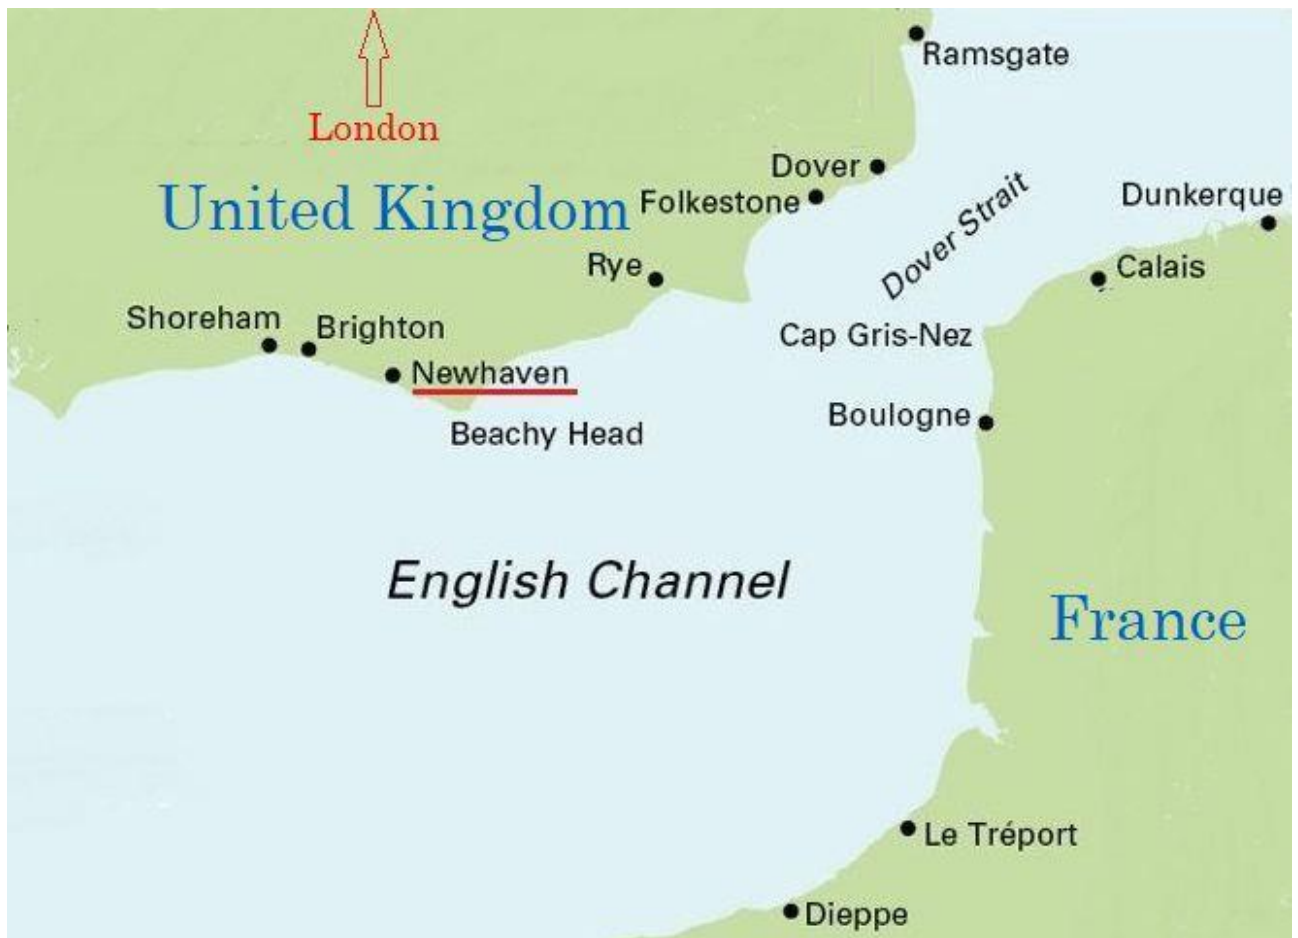 Ramsgate
London
Dover
United Kingdom
Folkestone
Dover Strait
Dunkerque
Rye
Calais
Shoreham
Brighton
Cap Gris-Nez
Newhaven
Boulogne
Beachy Head
English Channel
France
Le Tréport
Dieppe